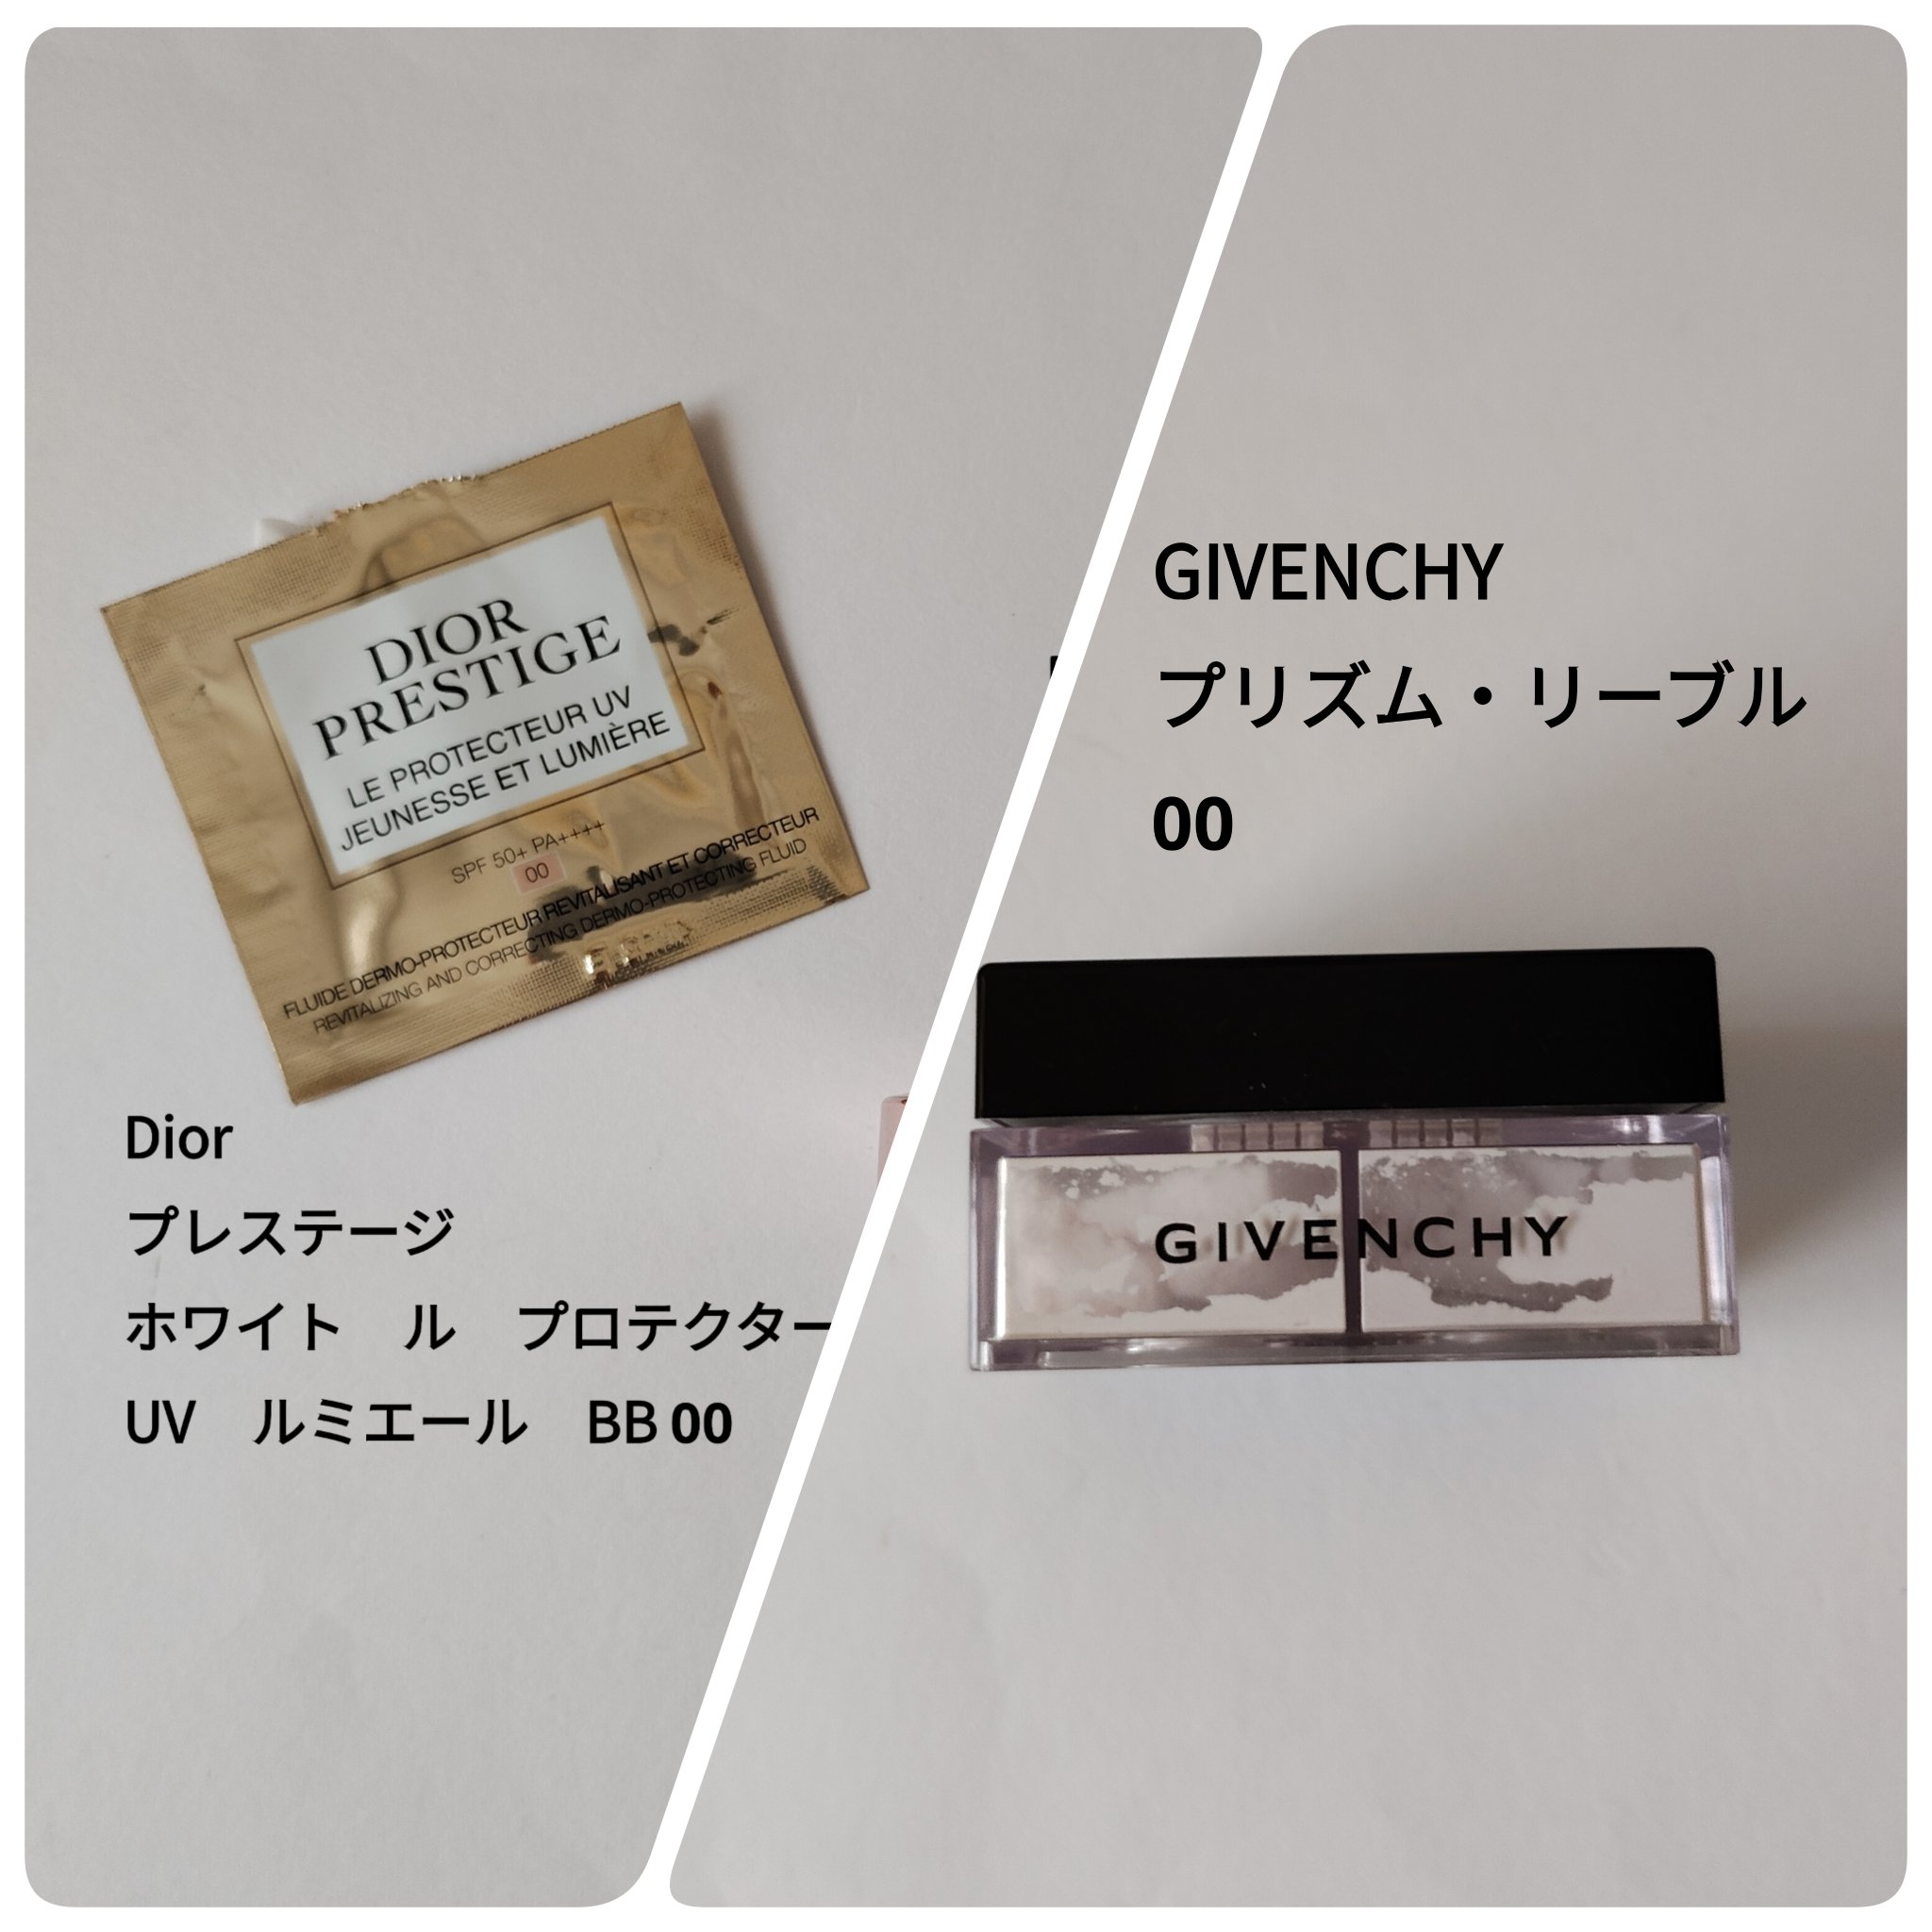 DIOR
PRESTIGE
LE PROTECTEUR UV
JEUNESSE ET LUMIÈRE
SPF 50+ PA++++
00
FLUIDE DERMO-PROTECTEUR REVITALISANT ET CORRECTEUR
REVITALIZING AND CORRECTING DERMO-PROTECTING FLUID
Dior
プレステージ
ホワイト　ル　プロテクター
UV　ルミエール　BB 00
GIVENCHY
プリズム・リーブル
00
GIVENCHY